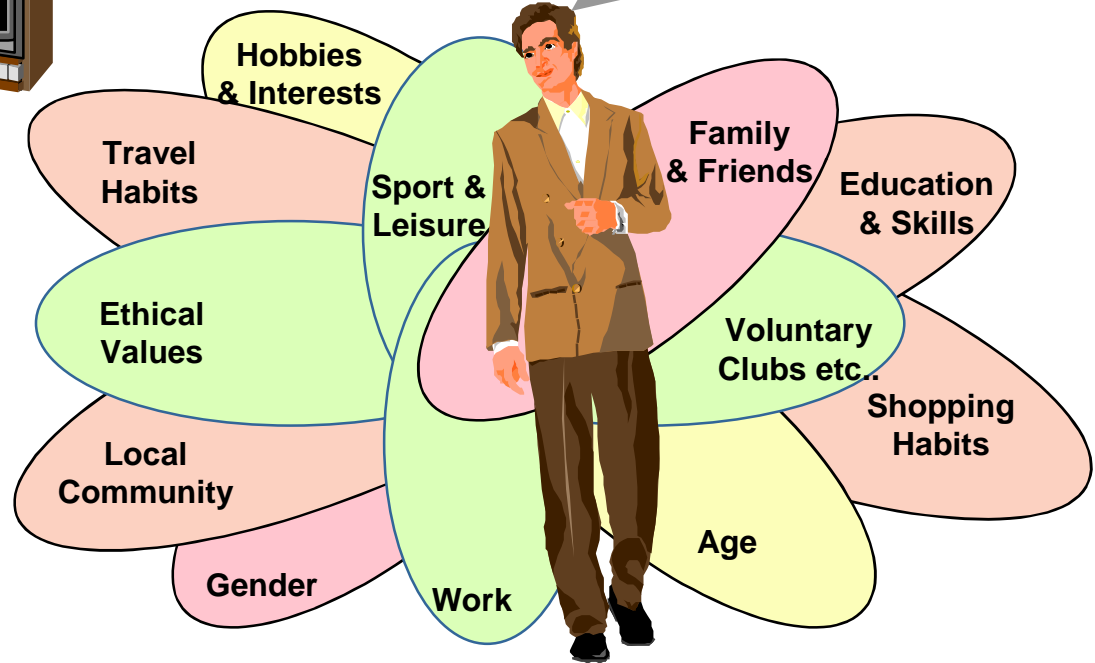 Hobbies
& Interests
Travel
Habits
Sport &
Leisure
Family
& Friends
Education
& Skills
Ethical
Values
Voluntary
Clubs etc..
Shopping
Habits
Local
Community
Age
Gender
Work